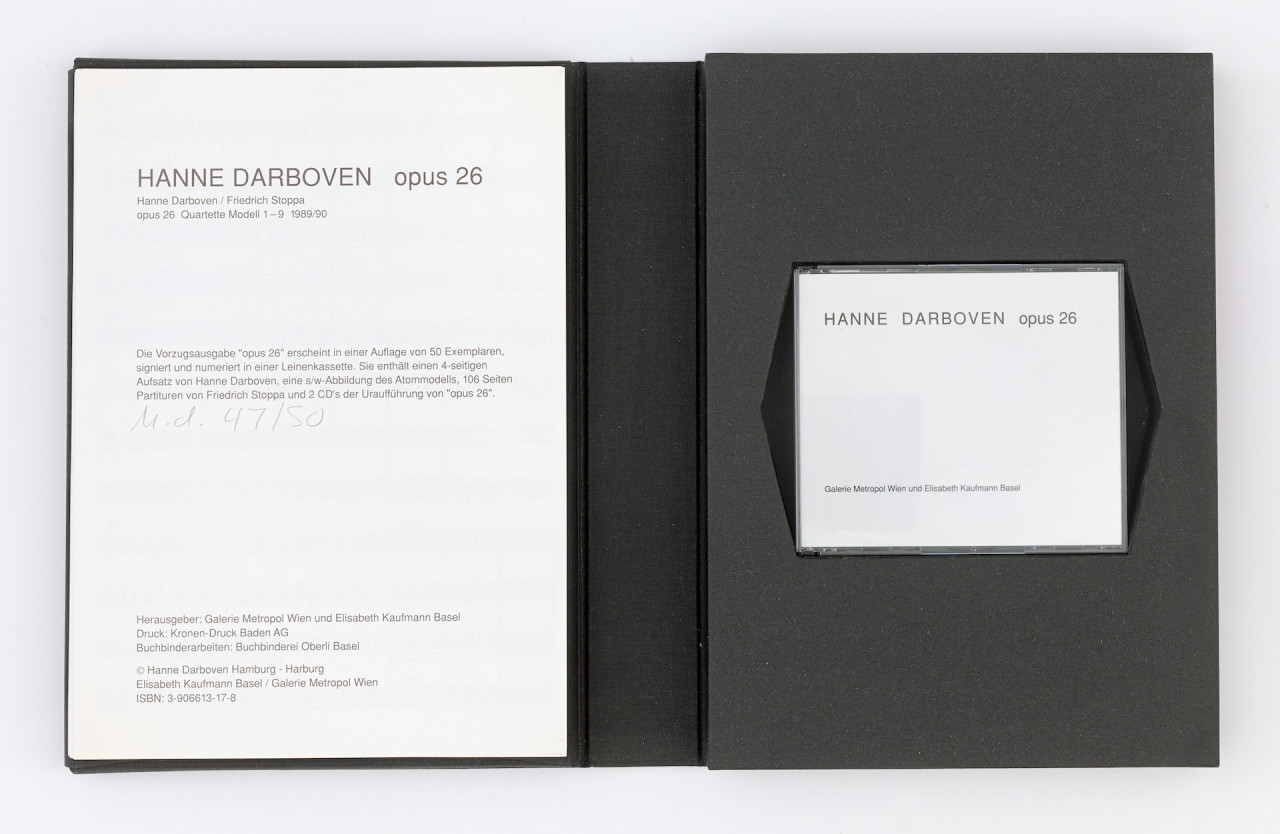 HANNE DARBOVEN opus 26
Hanne Darboven / Friedrich Stoppa
opus 26 Quartette Modell 1 – 9 1989/90
Die Vorzugsausgabe "opus 26" erscheint in einer Auflage von 50 Exemplaren,
signiert und numeriert in einer Leinenkassette. Sie enthält einen 4-seitigen
Aufsatz von Hanne Darboven, eine s/w-Abbildung des Atommodells, 106 Seiten
Partituren von Friedrich Stoppa und 2 CD's der Uraufführung von "opus 26".
47/50
Herausgeber: Galerie Metropol Wien und Elisabeth Kaufmann Basel
Druck: Kronen-Druck Baden AG
Buchbinderarbeiten: Buchbinderei Oberli Basel
© Hanne Darboven Hamburg - Harburg
Elisabeth Kaufmann Basel / Galerie Metropol Wien
ISBN: 3-906613-17-8
HANNE DARBOVEN opus 26
Galerie Metropol Wien und Elisabeth Kaufmann Basel